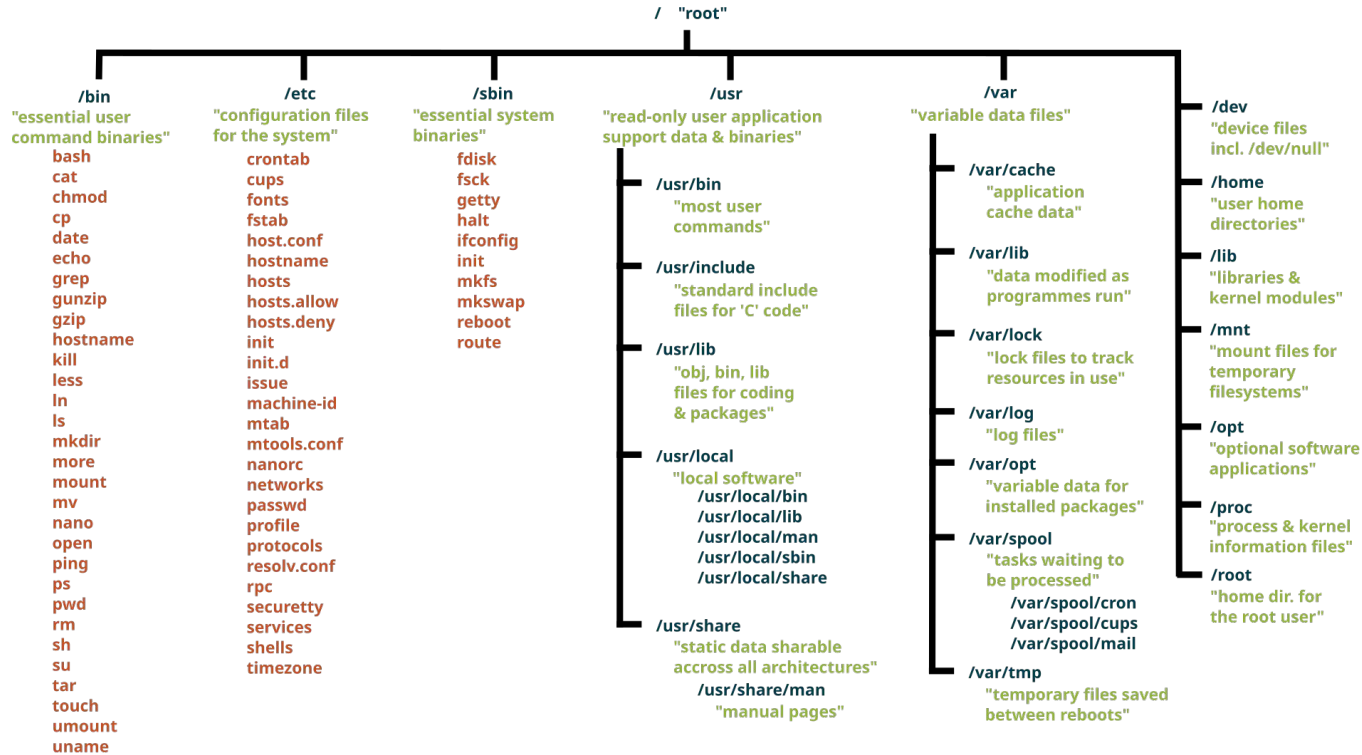 / "root"
/bin
"essential user
command binaries"
bash
cat
chmod
cp
date
echo
grep
gunzip
gzip
hostname
kill
less
ln
ls
mkdir
more
mount
mv
nano
open
ping
ps
pwd
rm
sh
su
tar
touch
umount
uname
/etc
"configuration files
for the system"
crontab
cups
fonts
fstab
host.conf
hostname
hosts
hosts.allow
hosts.deny
init
init.d
issue
machine-id
mtab
mtools.conf
nanorc
networks
passwd
profile
protocols
resolv.conf
rpc
securetty
services
shells
timezone
/sbin
"essential system
binaries"
fdisk
fsck
getty
halt
ifconfig
init
mkfs
mkswap
reboot
route
/usr
"read-only user application
support data & binaries"
/usr/bin
"most user
commands"
/usr/include
"standard include
files for 'C' code"
/usr/lib
"obj, bin, lib
files for coding
& packages"
/usr/local
"local software"
/usr/local/bin
/usr/local/lib
/usr/local/man
/usr/local/sbin
/usr/local/share
/usr/share
"static data sharable
accross all architectures"
/usr/share/man
"manual pages"
/var
"variable data files"
/var/cache
"application
cache data"
/var/lib
"data modified as
programmes run"
/var/lock
"lock files to track
resources in use"
/var/log
"log files"
/var/opt
"variable data for
installed packages"
/var/spool
"tasks waiting to
be processed"
/var/spool/cron
/var/spool/cups
/var/spool/mail
/var/tmp
"temporary files saved
between reboots"
/dev
"device files
incl. /dev/null"
/home
"user home
directories"
/lib
"libraries &
kernel modules"
/mnt
"mount files for
temporary
filesystems"
/opt
"optional software
applications"
/proc
"process & kernel
information files"
/root
"home dir. for
the root user"